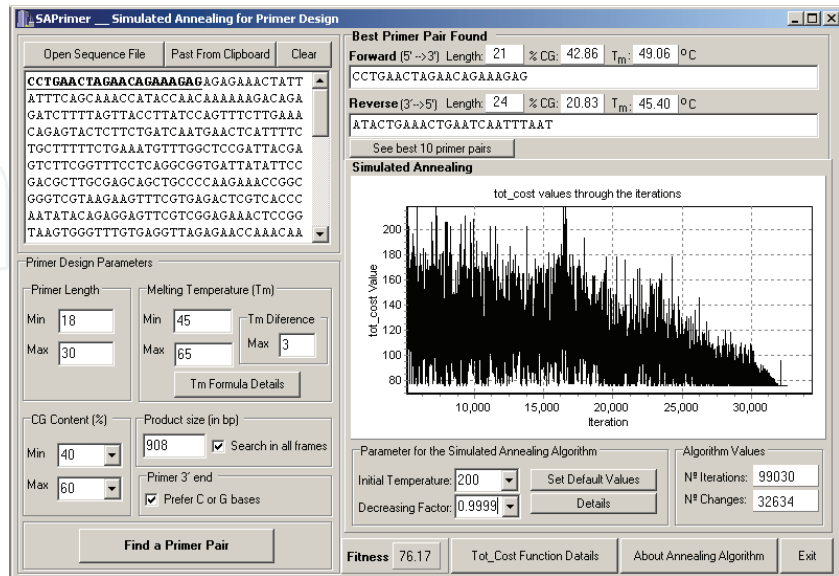 SAPrimer __ Simulated Annealing for Primer Design
Open Sequence File
Past From Clipboard
Clear
CCTGAACTAGAACAGAAAGAGAGAGAAACTATT
ATTTCAGCAAACCATACCAACAAAAAAGACAGA
GATCTTTTAGTTACCTTATCCAGTTTCTTGAAA
CAGAGTACTCTTCTGATCAATGAACTCATTTTC
TGCTTTTTCTGAAATGTTTGGCTCCGATTACGA
GTCTTCGGTTTCCTCAGGCGGTGATTATATTCC
GACGCTTGCGAGCAGCTGCCCCAAGAAACCGGC
GGGTCGTAAGAAGTTTCGTGAGACTCGTCACCC
AATATACAGAGGAGTTCGTCGGAGAAACTCCGG
TAAGTGGGTTTGTGAGGTTAGAGAACCAAACAA
Primer Design Parameters
Primer Length
Min 18
Max 30
Melting Temperature (Tm)
Min 45
Max 65
Tm Diference
Max 3
Tm Formula Details
CG Content (%)
Min 40
Max 60
Product size (in bp)
908
Search in all frames
Primer 3´ end
Prefer C or G bases
Find a Primer Pair
Best Primer Pair Found
Forward (5' -->3') Length: 21 % CG: 42.86 Tm: 49.06 ºC
CCTGAACTAGAACAGAAAGAG
Reverse (3'-->5') Length: 24 % CG: 20.83 Tm: 45.40 ºC
ATACTGAAACTGAATCAATTTAAT
See best 10 primer pairs
Simulated Annealing
tot_cost values through the iterations
tot_cost Value
200
180
160
140
120
100
80
10,000 15,000 20,000 25,000 30,000
Iteration
Parameter for the Simulated Annealing Algorithm
Initial Temperature: 200
Decreasing Factor: 0.9999
Set Default Values
Details
Algorithm Values
Nº Iterations: 99030
Nº Changes: 32634
Fitness 76.17
Tot_Cost Function Datails
About Annealing Algorithm
Exit